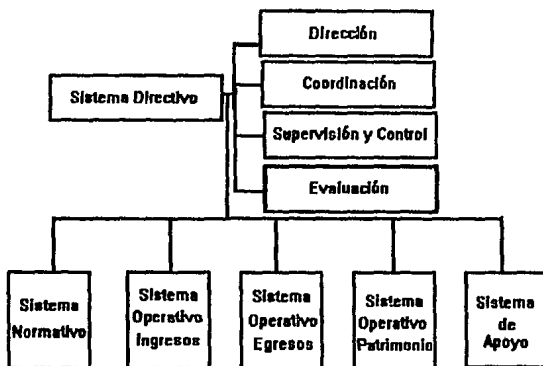 Dirección
Sistema Directivo
Coordinación
Supervisión y Control
Evaluación
Sistema
Normativo
Sistema
Operativo
Ingresos
Sistema
Operativo
Egresos
Sistema
Operativo
Patrimonio
Sistema
de
Apoyo